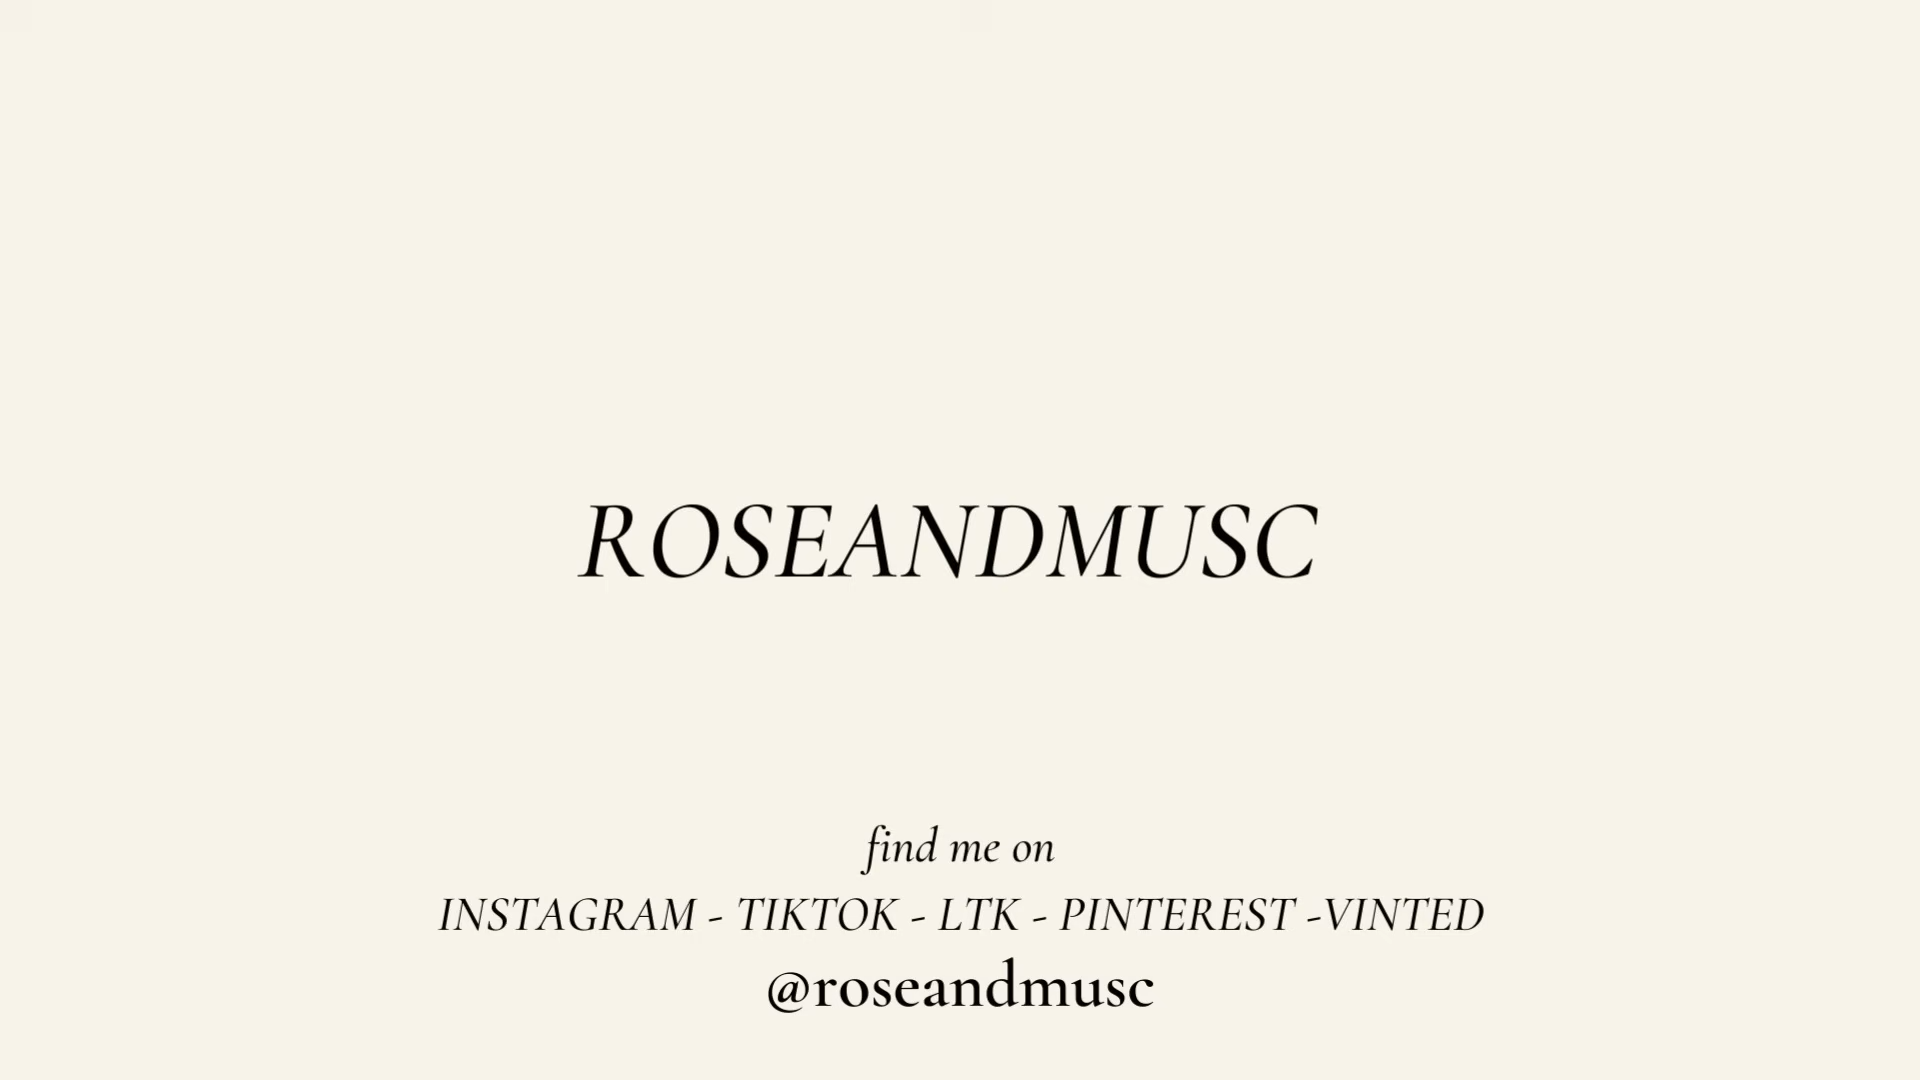 ROSEANDMUSC
find me on
INSTAGRAM - TIKTOK - LTK - PINTEREST -VINTED
@roseandmusc